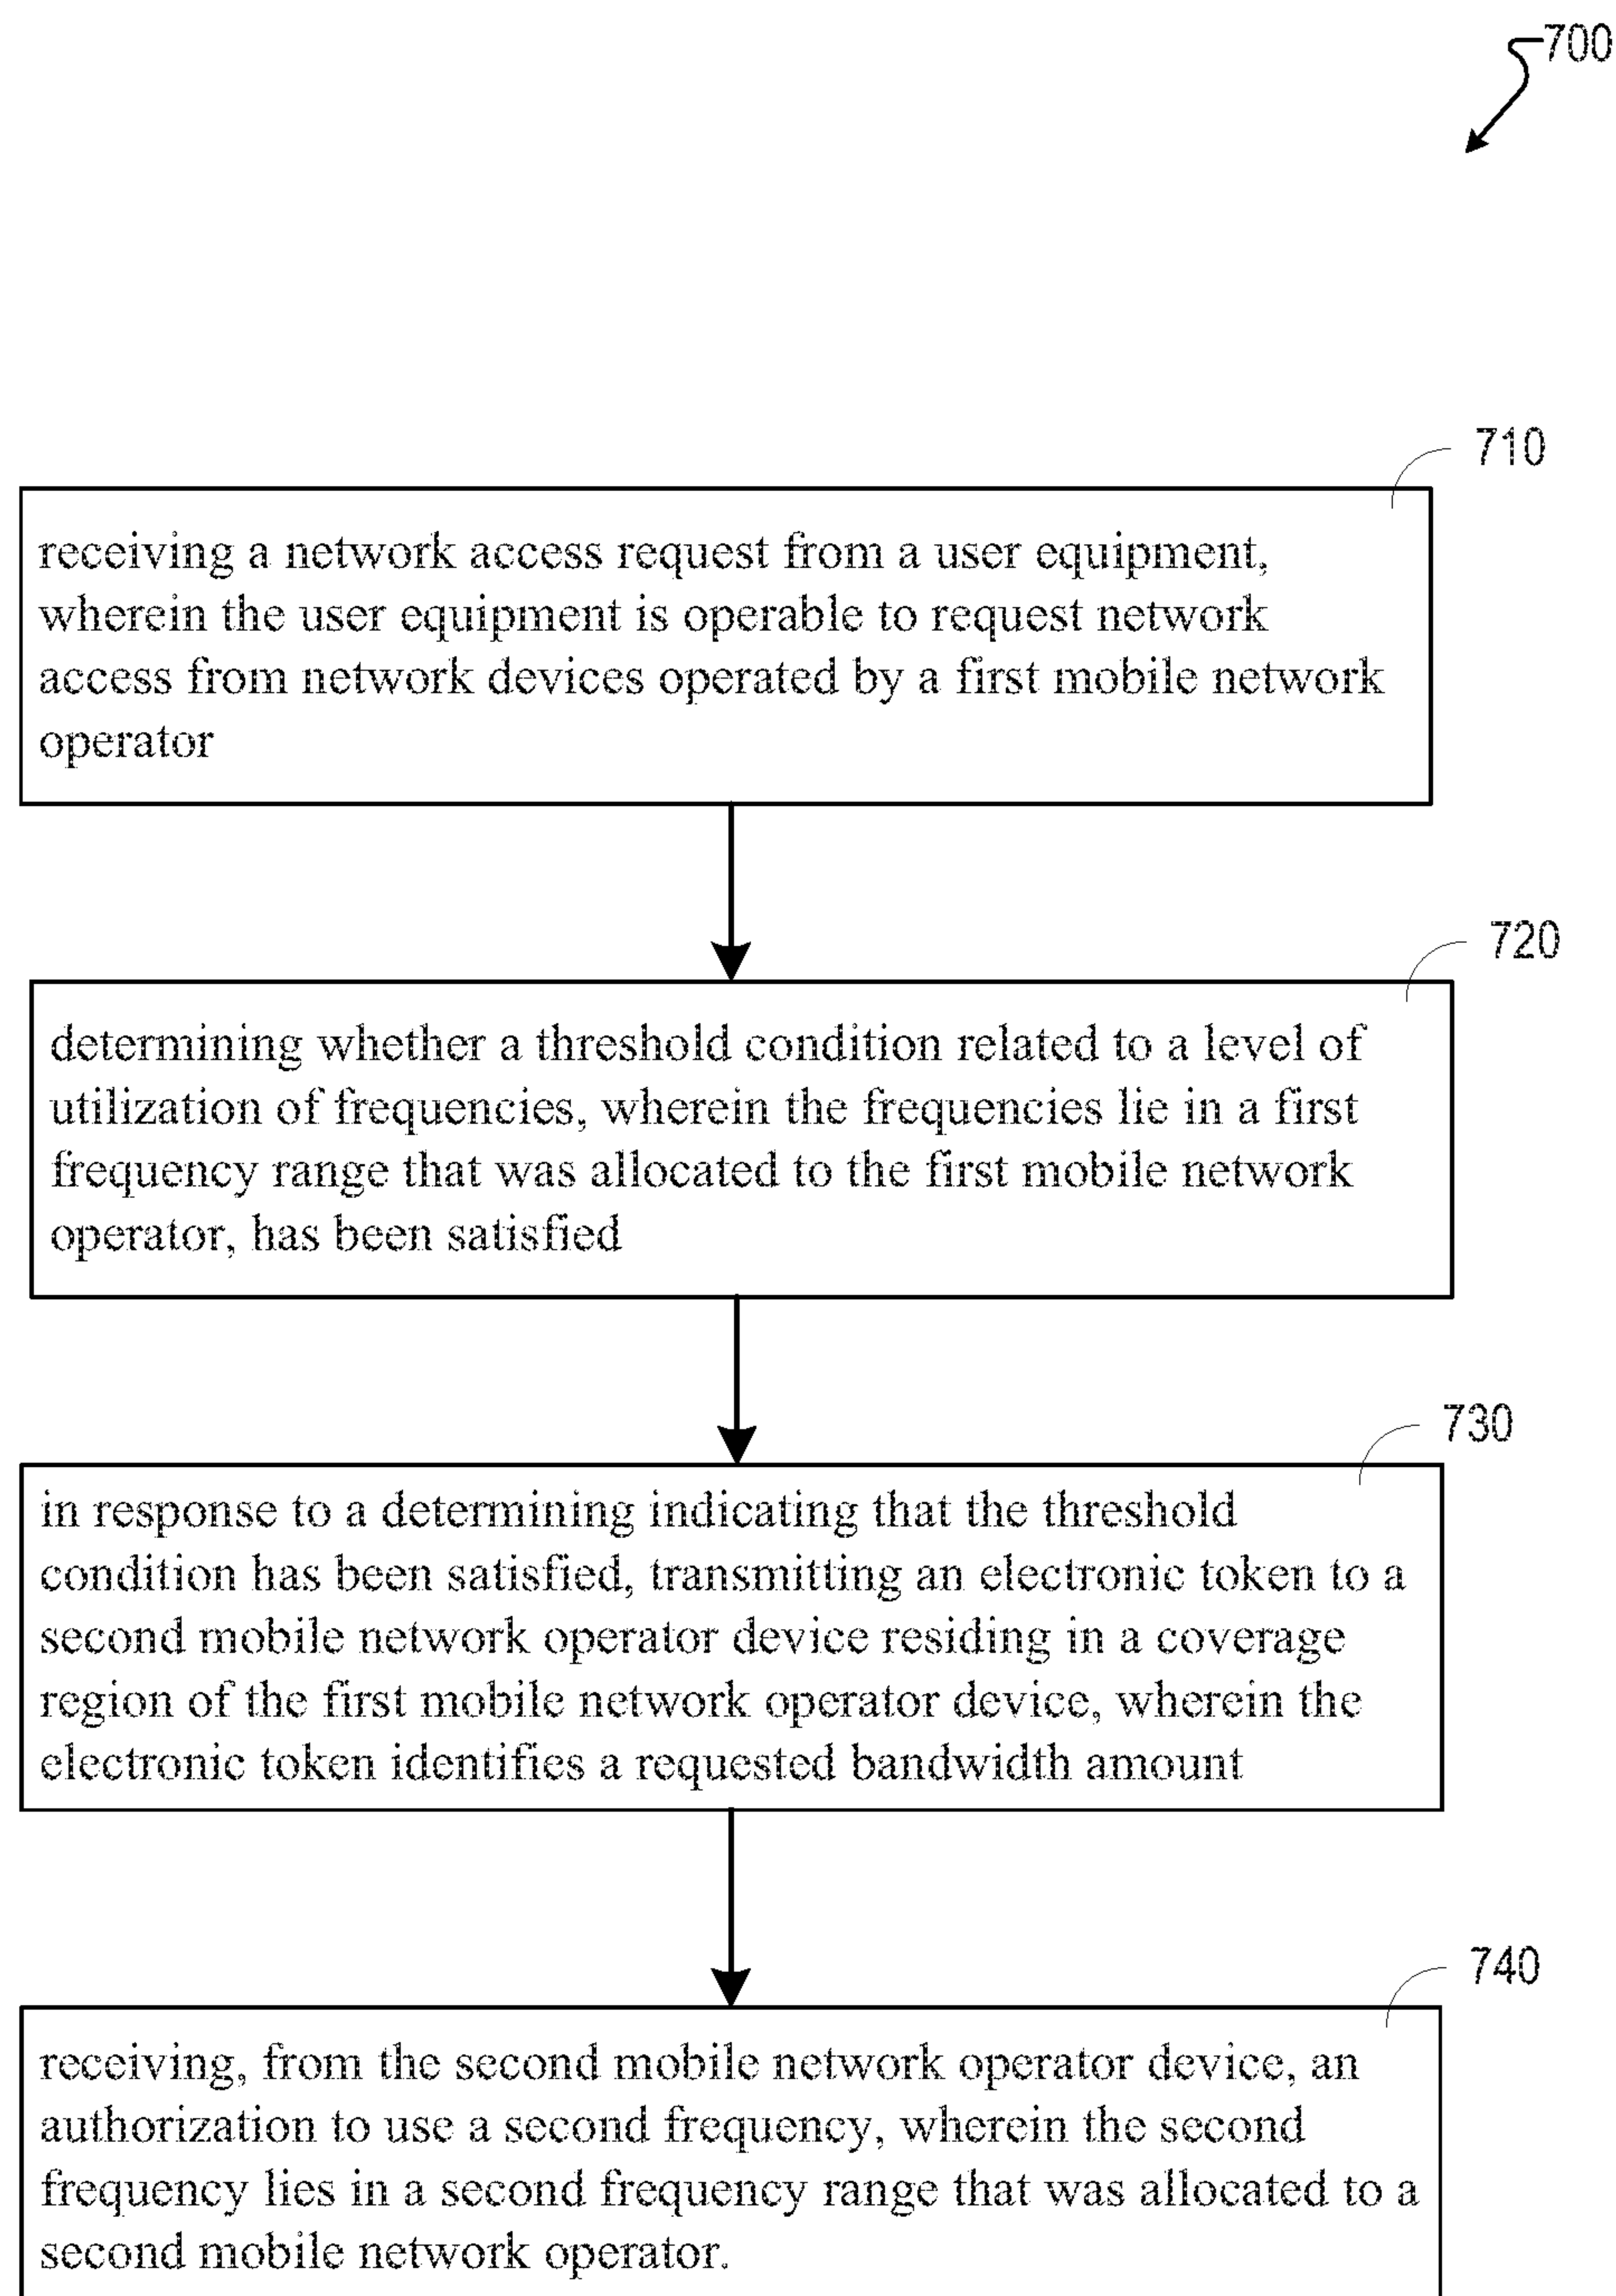 700
710
receiving a network access request from a user equipment,
wherein the user equipment is operable to request network
access from network devices operated by a first mobile network
operator
720
determining whether a threshold condition related to a level of
utilization of frequencies, wherein the frequencies lie in a first
frequency range that was allocated to the first mobile network
operator, has been satisfied
730
in response to a determining indicating that the threshold
condition has been satisfied, transmitting an electronic token to a
second mobile network operator device residing in a coverage
region of the first mobile network operator device, wherein the
electronic token identifies a requested bandwidth amount
740
receiving, from the second mobile network operator device, an
authorization to use a second frequency, wherein the second
frequency lies in a second frequency range that was allocated to a
second mobile network operator.